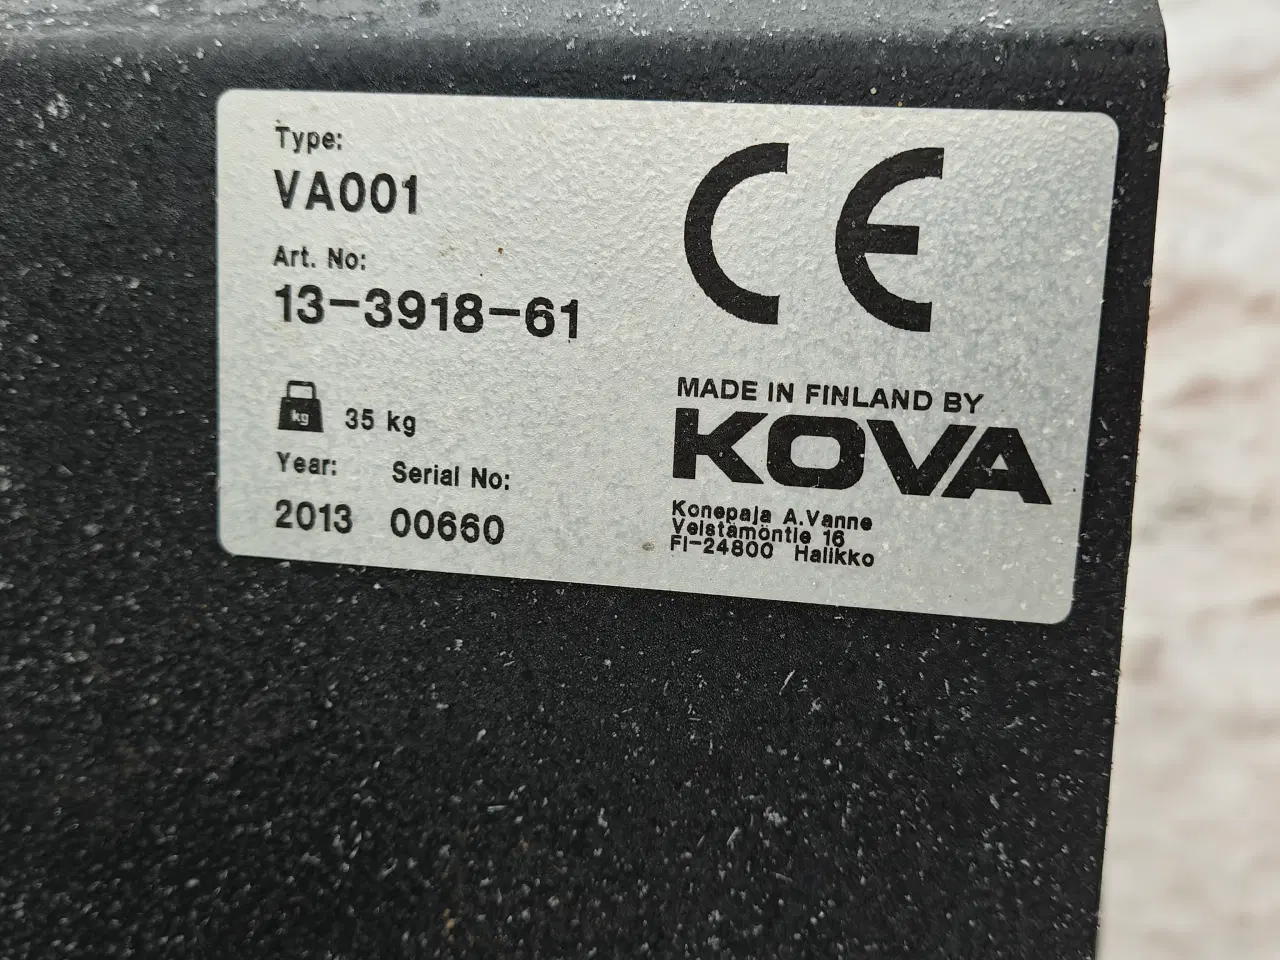 Type:
VA001
Art. No:
13-3918-61
kg
35 kg
Year: Serial No:
2013 00660
CE
MADE IN FINLAND BY
KOVA
Konepaja A.Vanne
Veistämöntie 16
FI-24800 Halikko